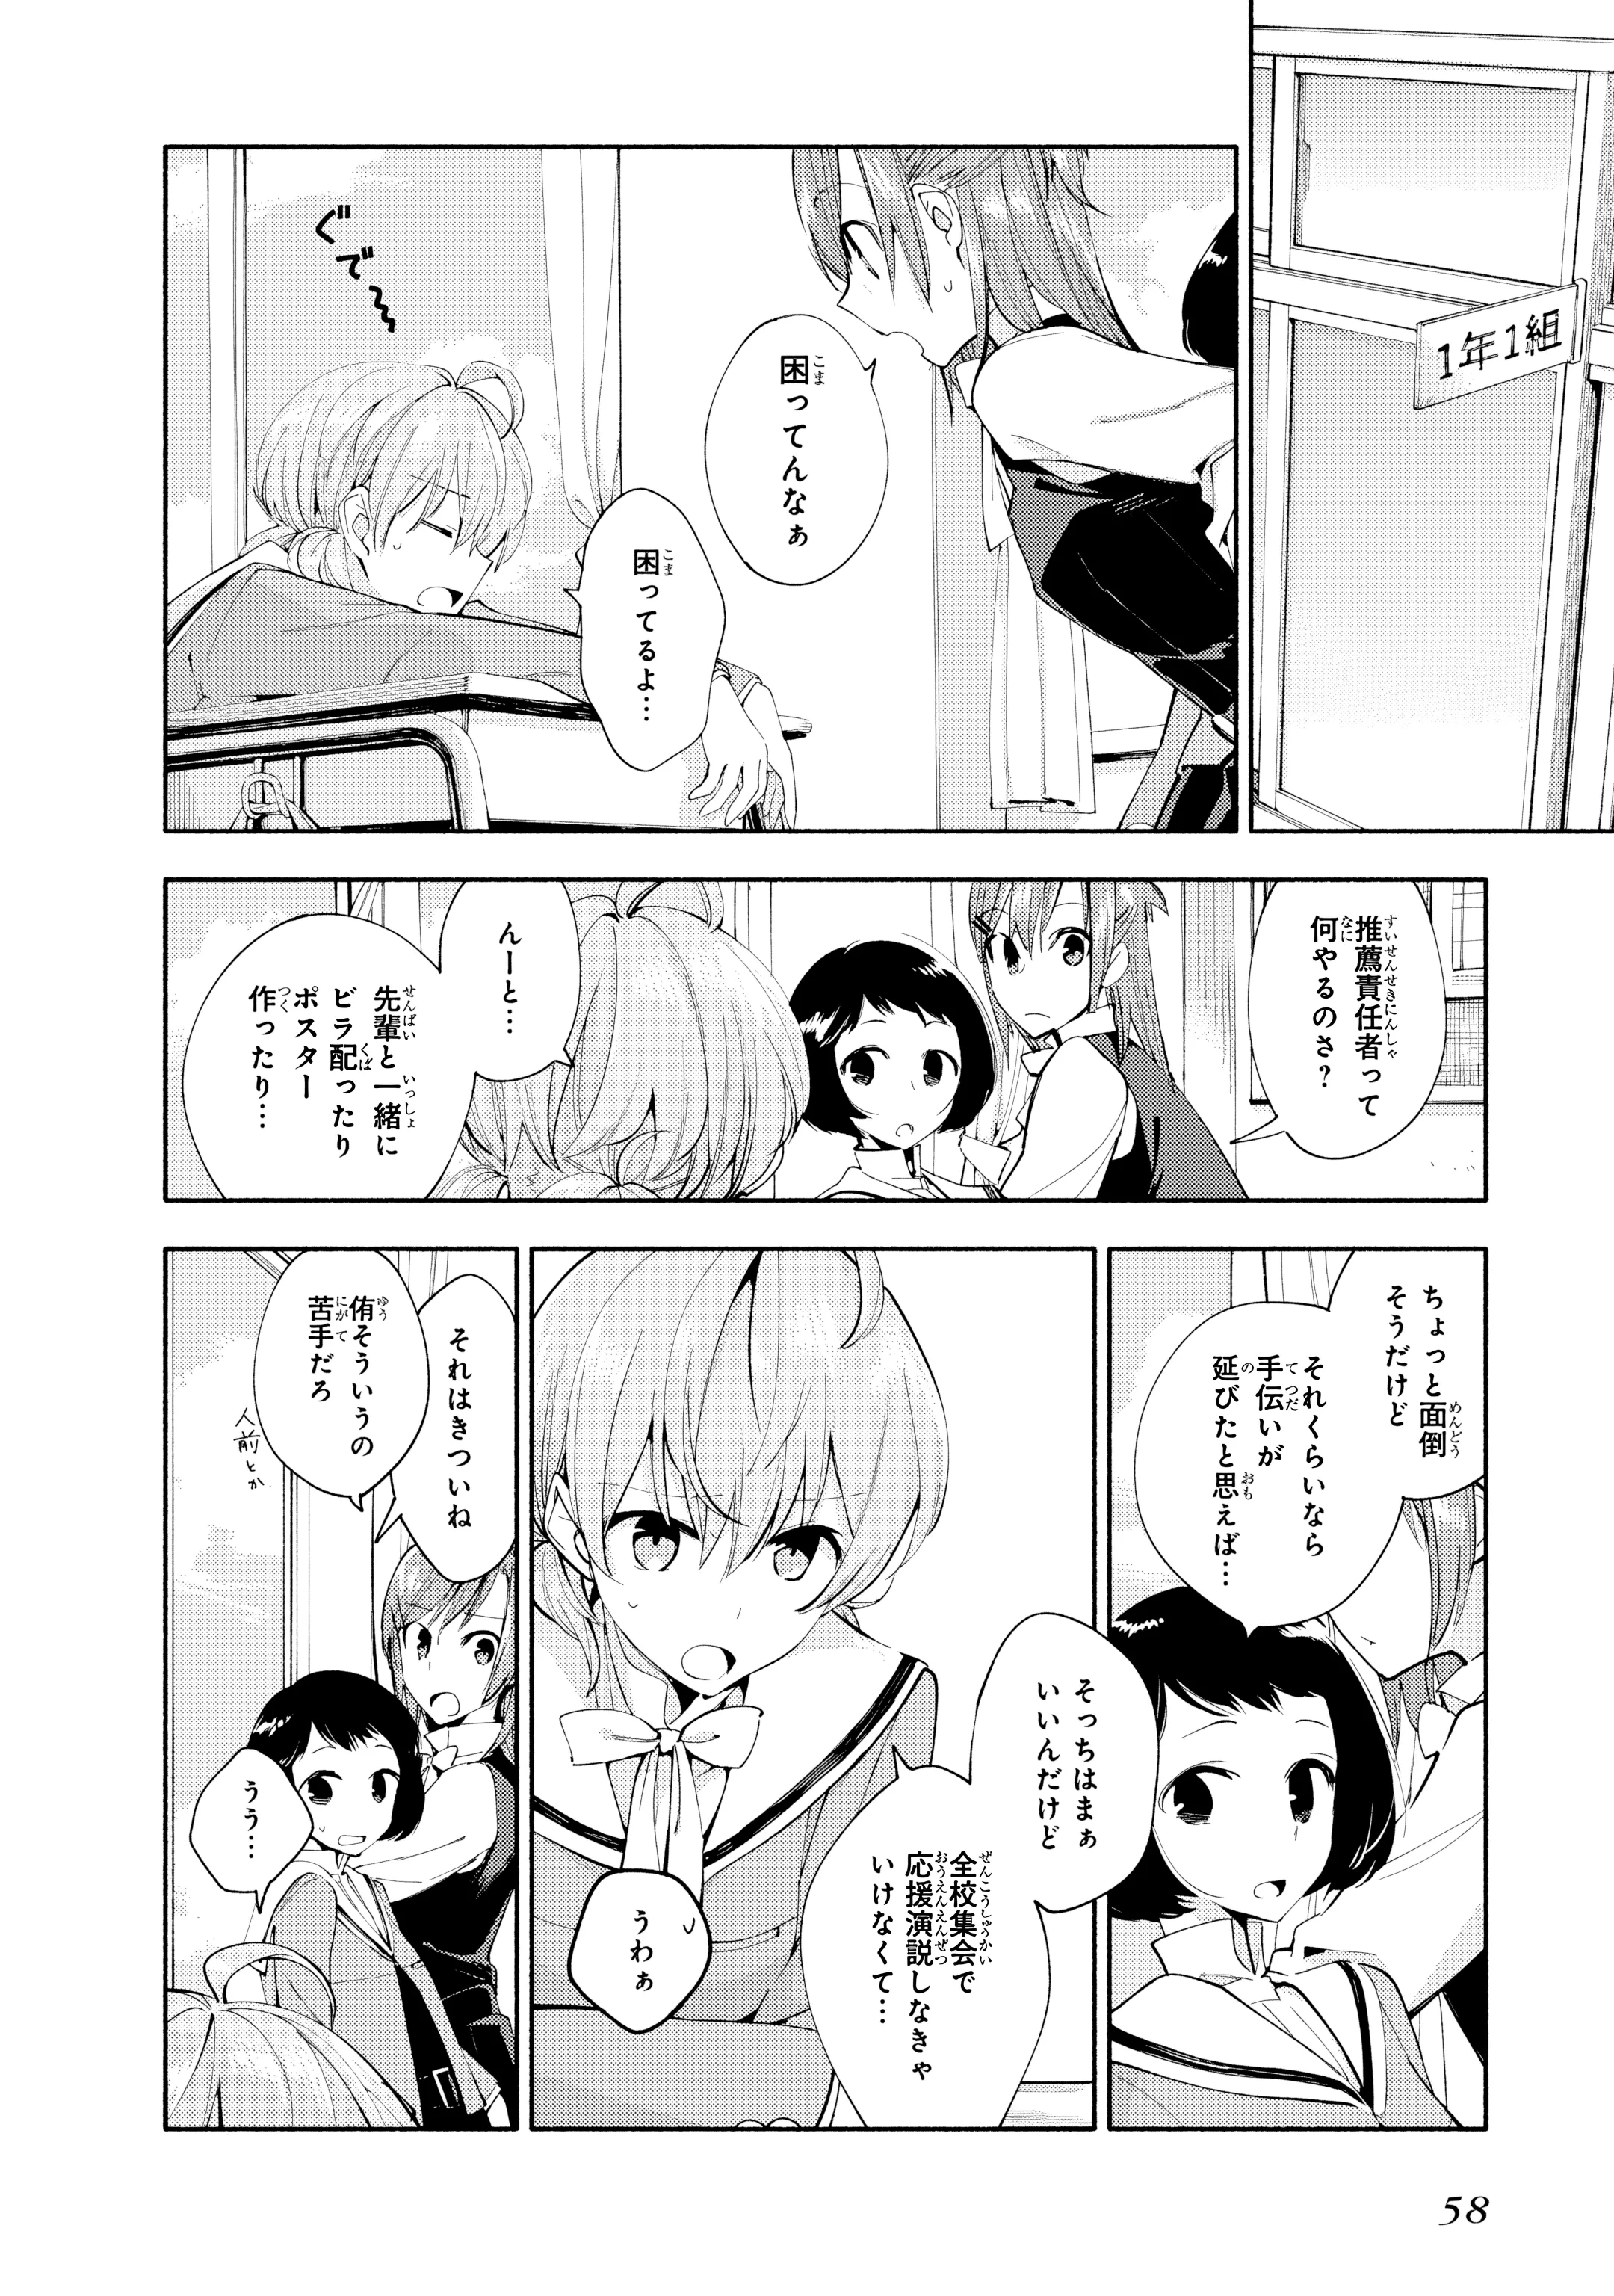 1年1組
困ってんなぁ
困ってるよ…
ぐでーっ
推薦責任者って
何やるのさ?
んーと…
先輩と一緒に
ビラ配ったり
ポスター
作ったり…
ちょっと面倒
そうだけど
それくらいなら
手伝いが
延びたと思えば…
そっちはまぁ
いいんだけど
全校集会で
応援演説しなきゃ
いけなくて…
うわぁ
それはきついね
侑そういうの
苦手だろ
人前とか
うう…
58